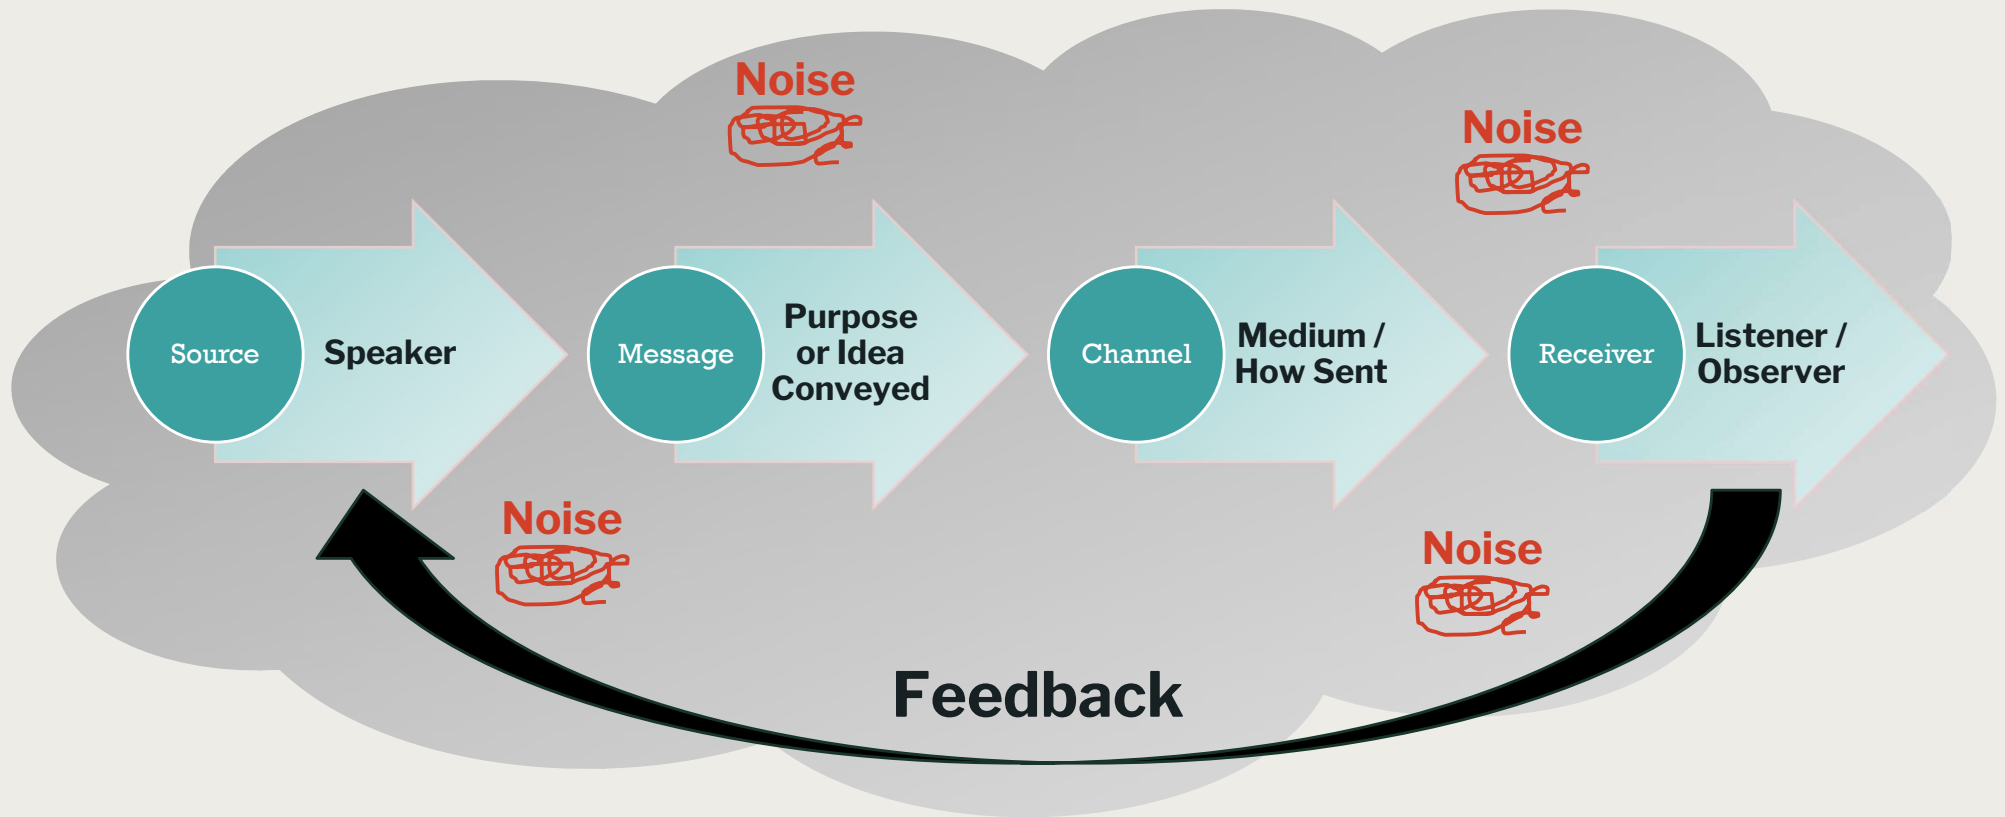 Noise
Noise
Source
Speaker
Message
Purpose
or Idea
Conveyed
Channel
Medium /
How Sent
Receiver
Listener /
Observer
Noise
Noise
Feedback